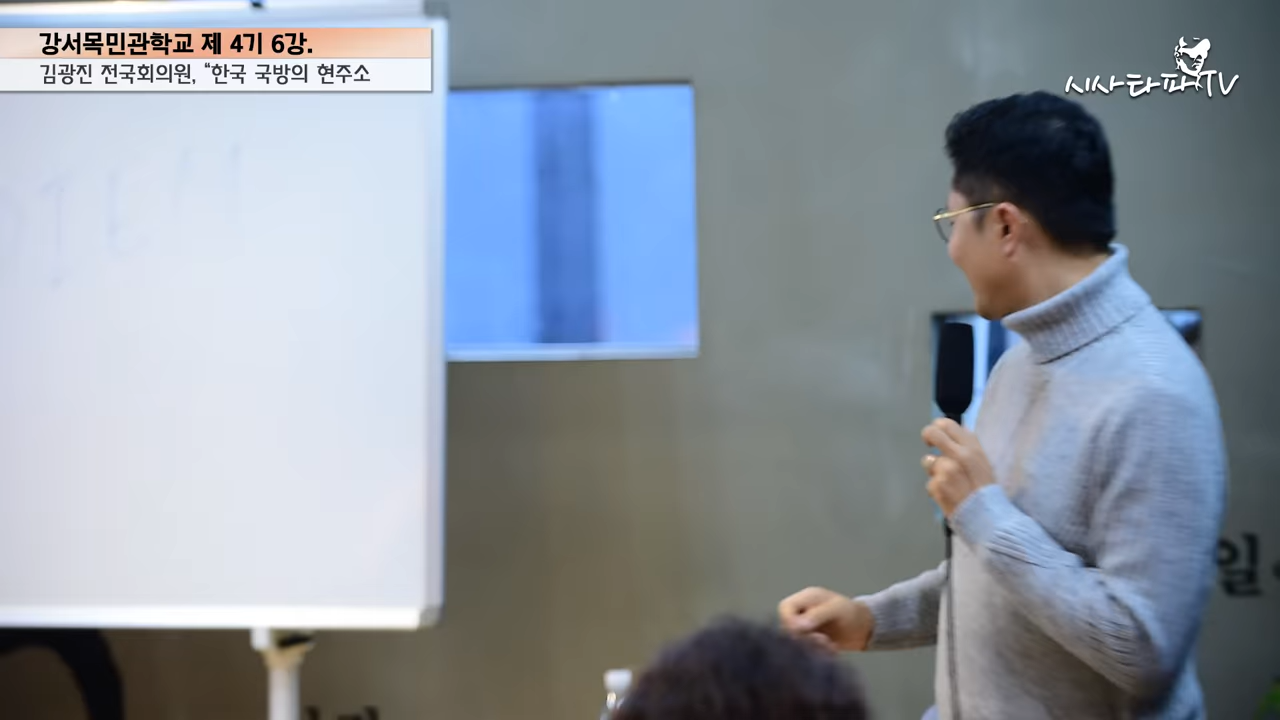 강서목민관학교 제 4기 6강.
김광진 전국회의원, “한국 국방의 현주소
시사타파TV
일